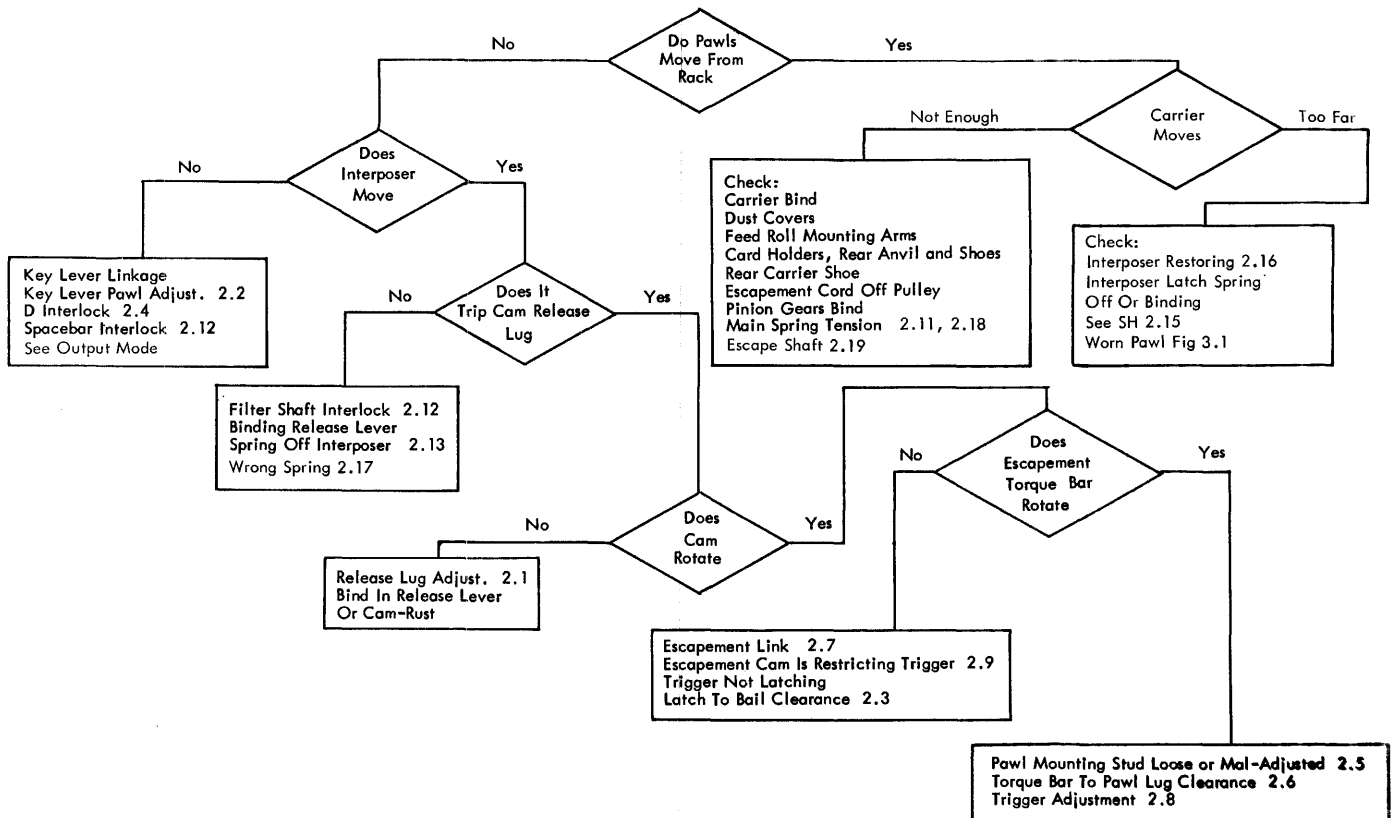 Do Pawls
Move From
Rack
No
Yes
Carrier
Moves
Not Enough
Too Far
Does
Interposer
Move
No
Yes
Check:
Carrier Bind
Dust Covers
Feed Roll Mounting Arms
Card Holders, Rear Anvil and Shoes
Rear Carrier Shoe
Escapement Cord Off Pulley
Pinion Gears Bind
Main Spring Tension 2.11, 2.18
Escape Shaft 2.19
Check:
Interposer Restoring 2.16
Interposer Latch Spring
Off Or Binding
See SH 2.15
Worn Pawl Fig 3.1
Key Lever Linkage
Key Lever Pawl Adjust. 2.2
D Interlock 2.4
Spacebar Interlock 2.12
See Output Mode
Does It
Trip Cam Release
Lug
No
Yes
Filter Shaft Interlock 2.12
Binding Release Lever
Spring Off Interposer 2.13
Wrong Spring 2.17
Does
Escapement
Torque Bar
Rotate
No
Yes
Does
Cam
Rotate
No
Yes
Release Lug Adjust. 2.1
Bind In Release Lever
Or Cam-Rust
Escapement Link 2.7
Escapement Cam Is Restricting Trigger 2.9
Trigger Not Latching
Latch To Bail Clearance 2.3
Pawl Mounting Stud Loose or Mal-Adjusted 2.5
Torque Bar To Pawl Lug Clearance 2.6
Trigger Adjustment 2.8